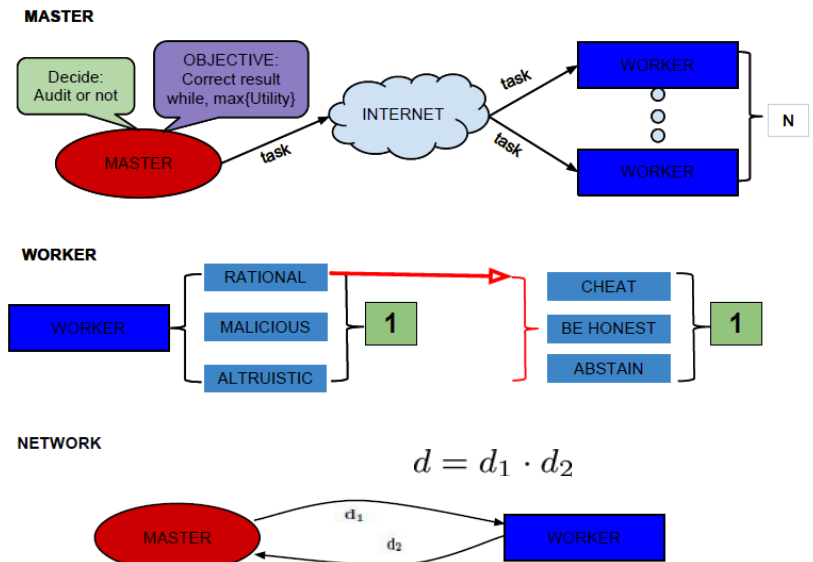 MASTER
Decide:
Audit or not
OBJECTIVE:
Correct result
while, max{Utility}
MASTER
task
INTERNET
task
task
WORKER
WORKER
N
WORKER
WORKER
RATIONAL
MALICIOUS
ALTRUISTIC
1
CHEAT
BE HONEST
ABSTAIN
1
NETWORK
d = d₁ · d₂
MASTER
d₁
d₂
WORKER